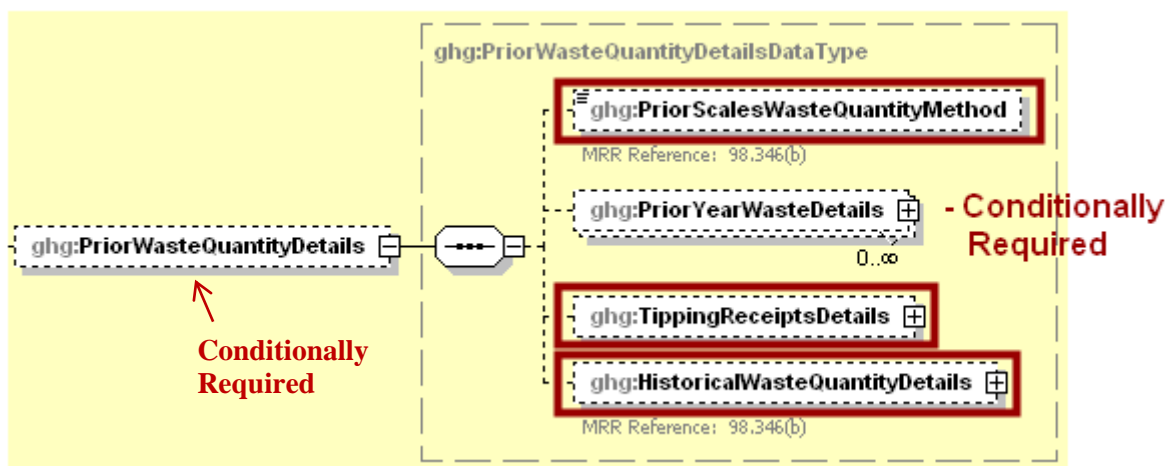 ghg:PriorWasteQuantityDetailsDataType
ghg:PriorScalesWasteQuantityMethod
MRR Reference: 98.346(b)
ghg:PriorYearWasteDetails
0..∞
- Conditionally
Required
ghg:PriorWasteQuantityDetails
Conditionally
Required
ghg:TippingReceiptsDetails
ghg:HistoricalWasteQuantityDetails
MRR Reference: 98.346(b)